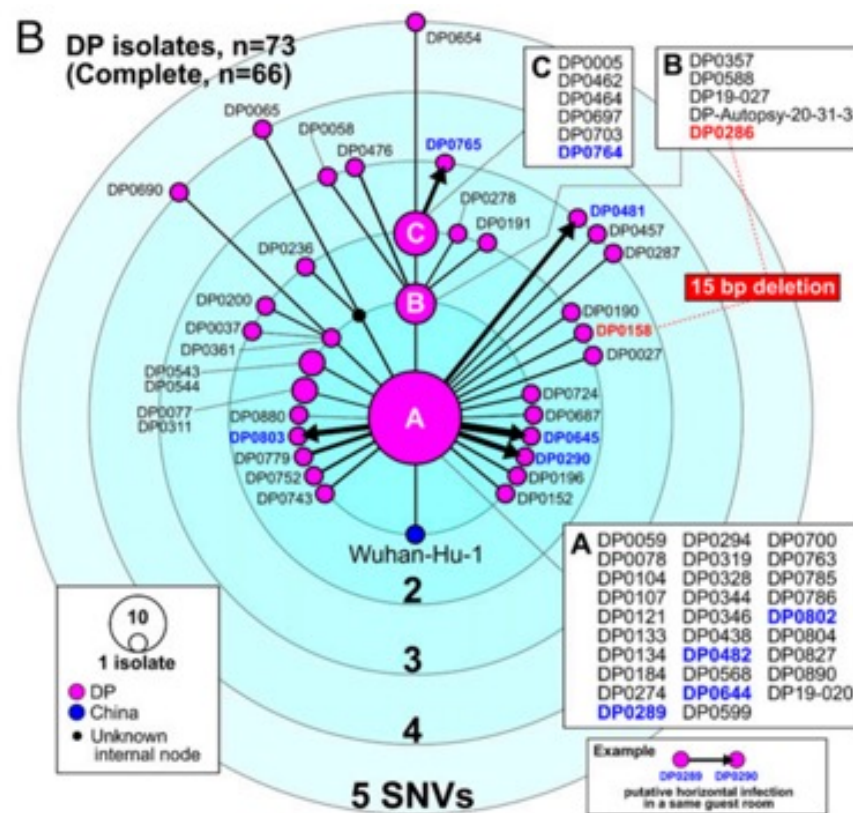 B
DP isolates, n=73
(Complete, n=66)
DP0654
C
DP0005
DP0462
DP0464
DP0697
DP0703
DP0764
B
DP0357
DP0588
DP19-027
DP-Autopsy-20-31-3
DP0286
DP0065
DP0058
DP0476
DP0765
DP0690
DP0278
DP0191
DP0481
DP0457
DP0287
C
DP0236
B
15 bp deletion
DP0200
DP0037
DP0361
DP0190
DP0158
DP0027
DP0543
DP0544
DP0077
DP0311
A
DP0724
DP0880
DP0687
DP0803
DP0645
DP0779
DP0290
DP0752
DP0196
DP0743
DP0152
Wuhan-Hu-1
2
3
4
5 SNVs
10
1 isolate
DP
China
Unknown
internal node
A
DP0059 DP0294 DP0700
DP0078 DP0319 DP0763
DP0104 DP0328 DP0785
DP0107 DP0344 DP0786
DP0121 DP0346 DP0802
DP0133 DP0438 DP0804
DP0134 DP0482 DP0827
DP0184 DP0568 DP0890
DP0274 DP0644 DP19-020
DP0289 DP0599
Example
DP0289 DP0290
putative horizontal infection
in a same guest room